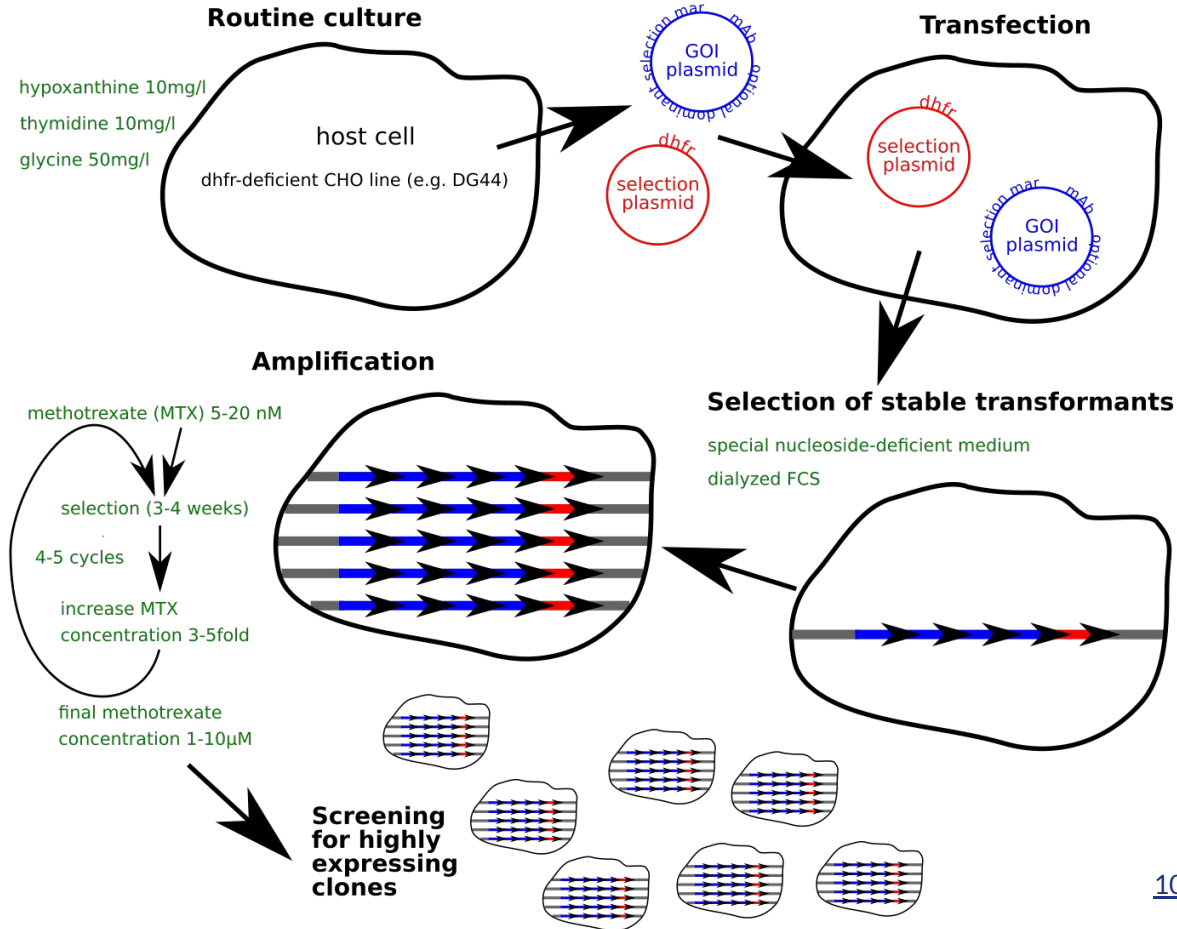 Routine culture
hypoxanthine 10mg/l
thymidine 10mg/l
glycine 50mg/l
host cell
dhfr-deficient CHO line (e.g. DG44)
optional dominant selection mar
mAb
GOI
plasmid
dhfr
selection
plasmid
Transfection
dhfr
selection
plasmid
optional dominant selection mar
mAb
GOI
plasmid
Selection of stable transformants
special nucleoside-deficient medium
dialyzed FCS
Amplification
methotrexate (MTX) 5-20 nM
selection (3-4 weeks)
4-5 cycles
increase MTX
concentration 3-5fold
final methotrexate
concentration 1-10µM
Screening
for highly
expressing
clones
10